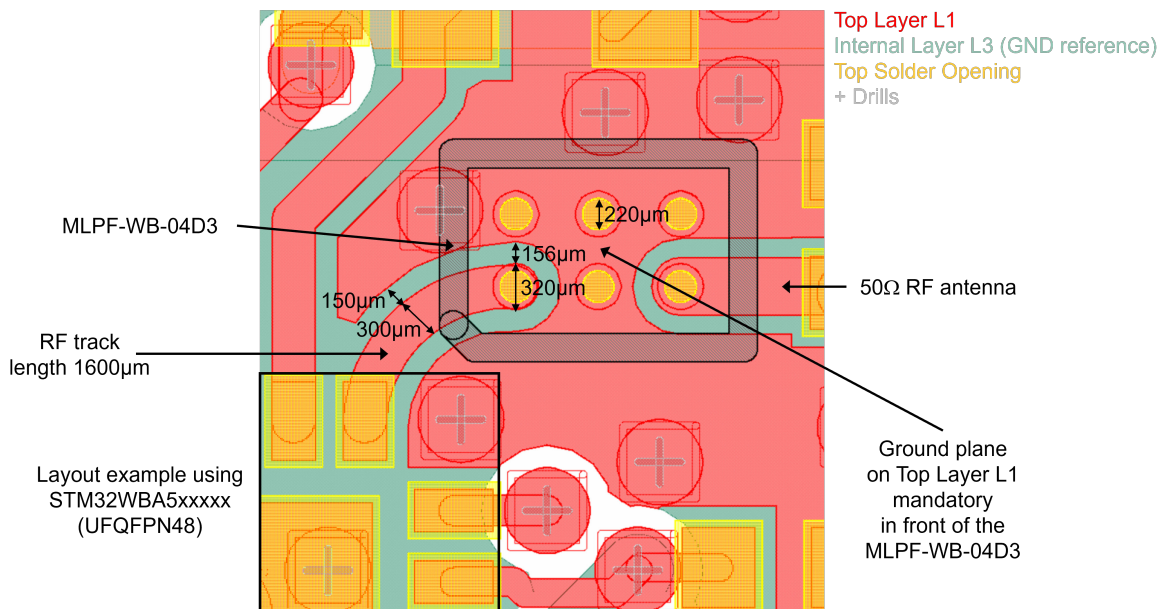 Top Layer L1
Internal Layer L3 (GND reference)
Top Solder Opening
+ Drills
MLPF-WB-04D3
220µm
156µm
320µm
150µm
300µm
50Ω RF antenna
RF track
length 1600µm
Layout example using
STM32WBA5xxxxx
(UFQFPN48)
Ground plane
on Top Layer L1
mandatory
in front of the
MLPF-WB-04D3